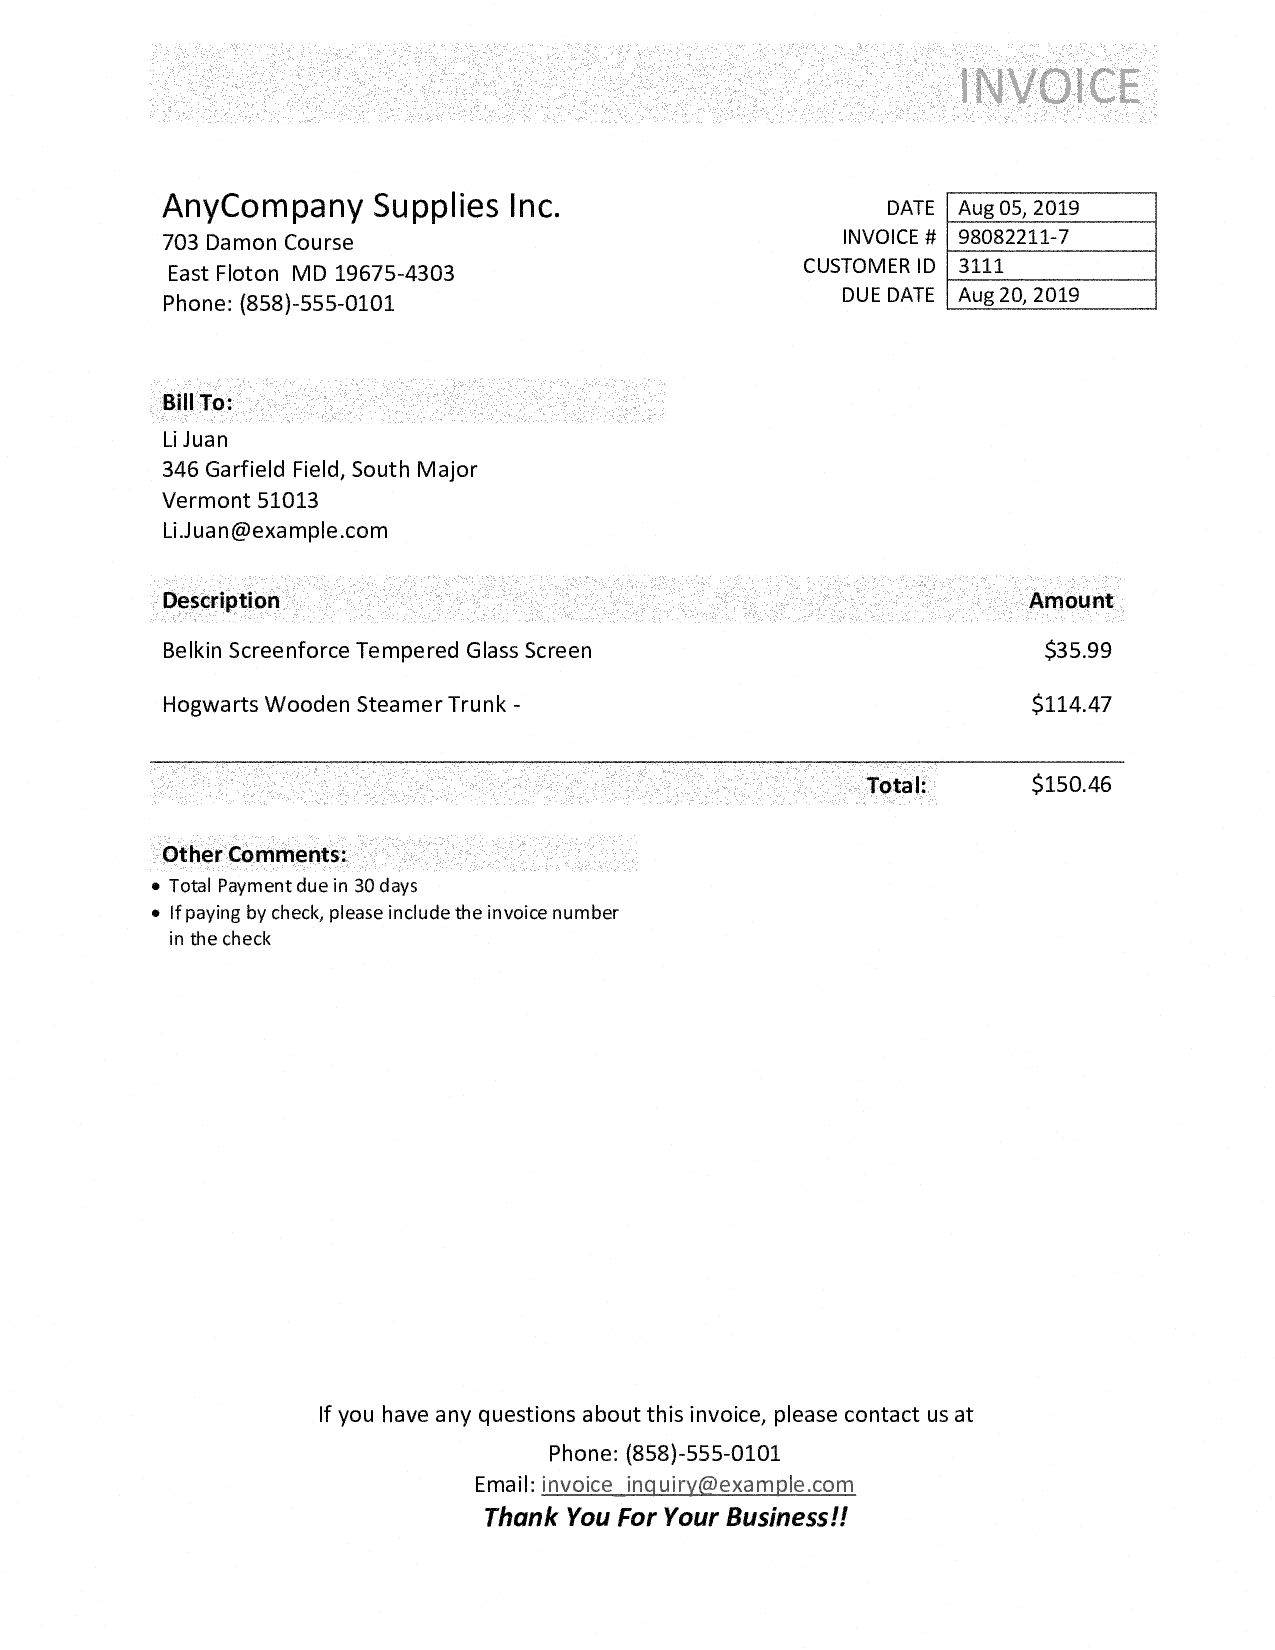 INVOICE
AnyCompany Supplies Inc.
703 Damon Course
East Floton MD 19675-4303
Phone: (858)-555-0101
DATE Aug 05, 2019
INVOICE # 98082211-7
CUSTOMER ID 3111
DUE DATE Aug 20, 2019
Bill To:
Li Juan
346 Garfield Field, South Major
Vermont 51013
Li.Juan@example.com
Description Amount
Belkin Screenforce Tempered Glass Screen $35.99
Hogwarts Wooden Steamer Trunk - $114.47
Total: $150.46
Other Comments:
• Total Payment due in 30 days
• If paying by check, please include the invoice number
in the check
If you have any questions about this invoice, please contact us at
Phone: (858)-555-0101
Email: invoice_inquiry@example.com
Thank You For Your Business!!